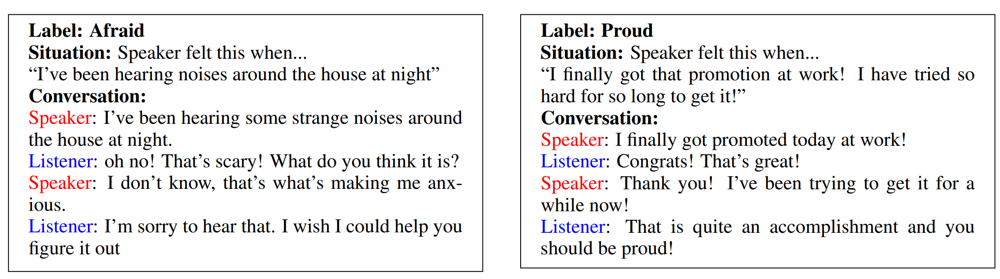 Label: Afraid
Situation: Speaker felt this when...
“I’ve been hearing noises around the house at night”
Conversation:
Speaker: I’ve been hearing some strange noises around
the house at night.
Listener: oh no! That’s scary! What do you think it is?
Speaker: I don’t know, that’s what’s making me anx-
ious.
Listener: I’m sorry to hear that. I wish I could help you
figure it out
Label: Proud
Situation: Speaker felt this when...
“I finally got that promotion at work! I have tried so
hard for so long to get it!”
Conversation:
Speaker: I finally got promoted today at work!
Listener: Congrats! That’s great!
Speaker: Thank you! I’ve been trying to get it for a
while now!
Listener: That is quite an accomplishment and you
should be proud!